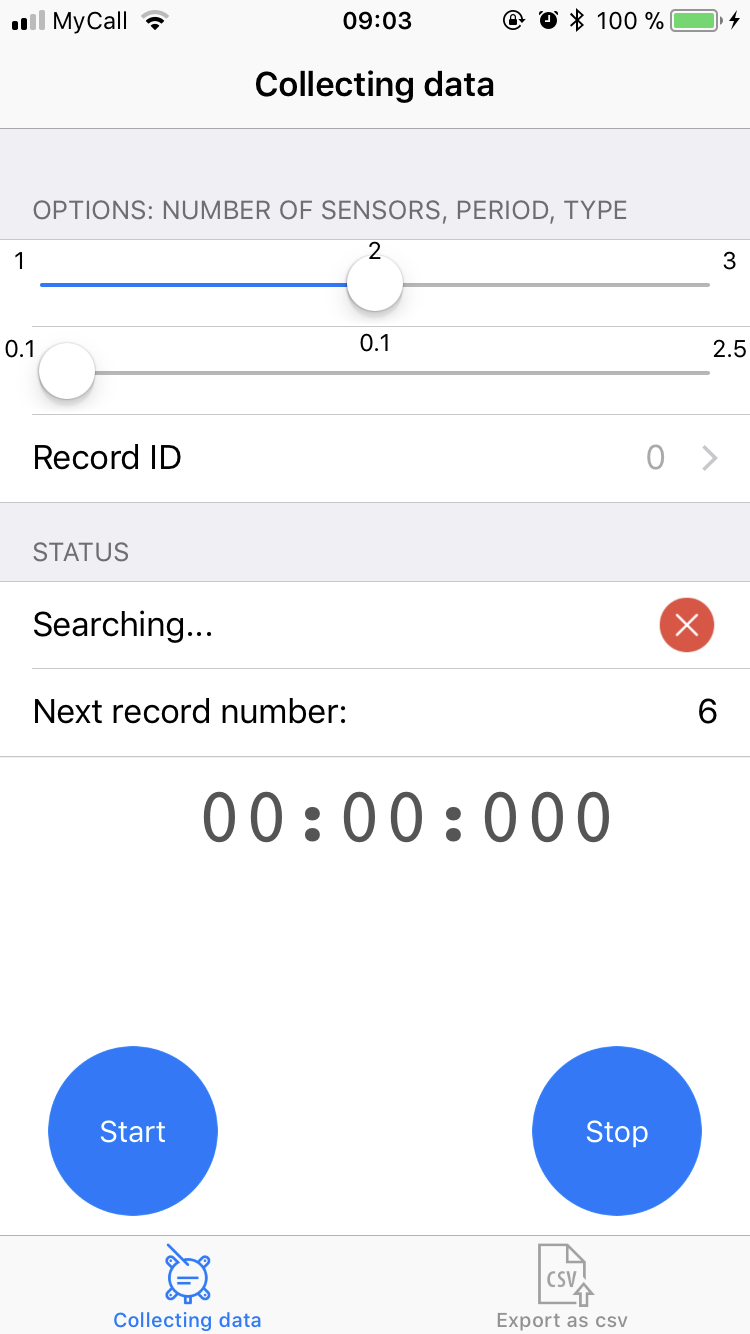 MyCall 09:03 100 %
Collecting data
OPTIONS: NUMBER OF SENSORS, PERIOD, TYPE
1 2 3
0.1 0.1 2.5
Record ID 0
STATUS
Searching...
Next record number: 6
00:00:000
Start Stop
CSV
Collecting data Export as csv